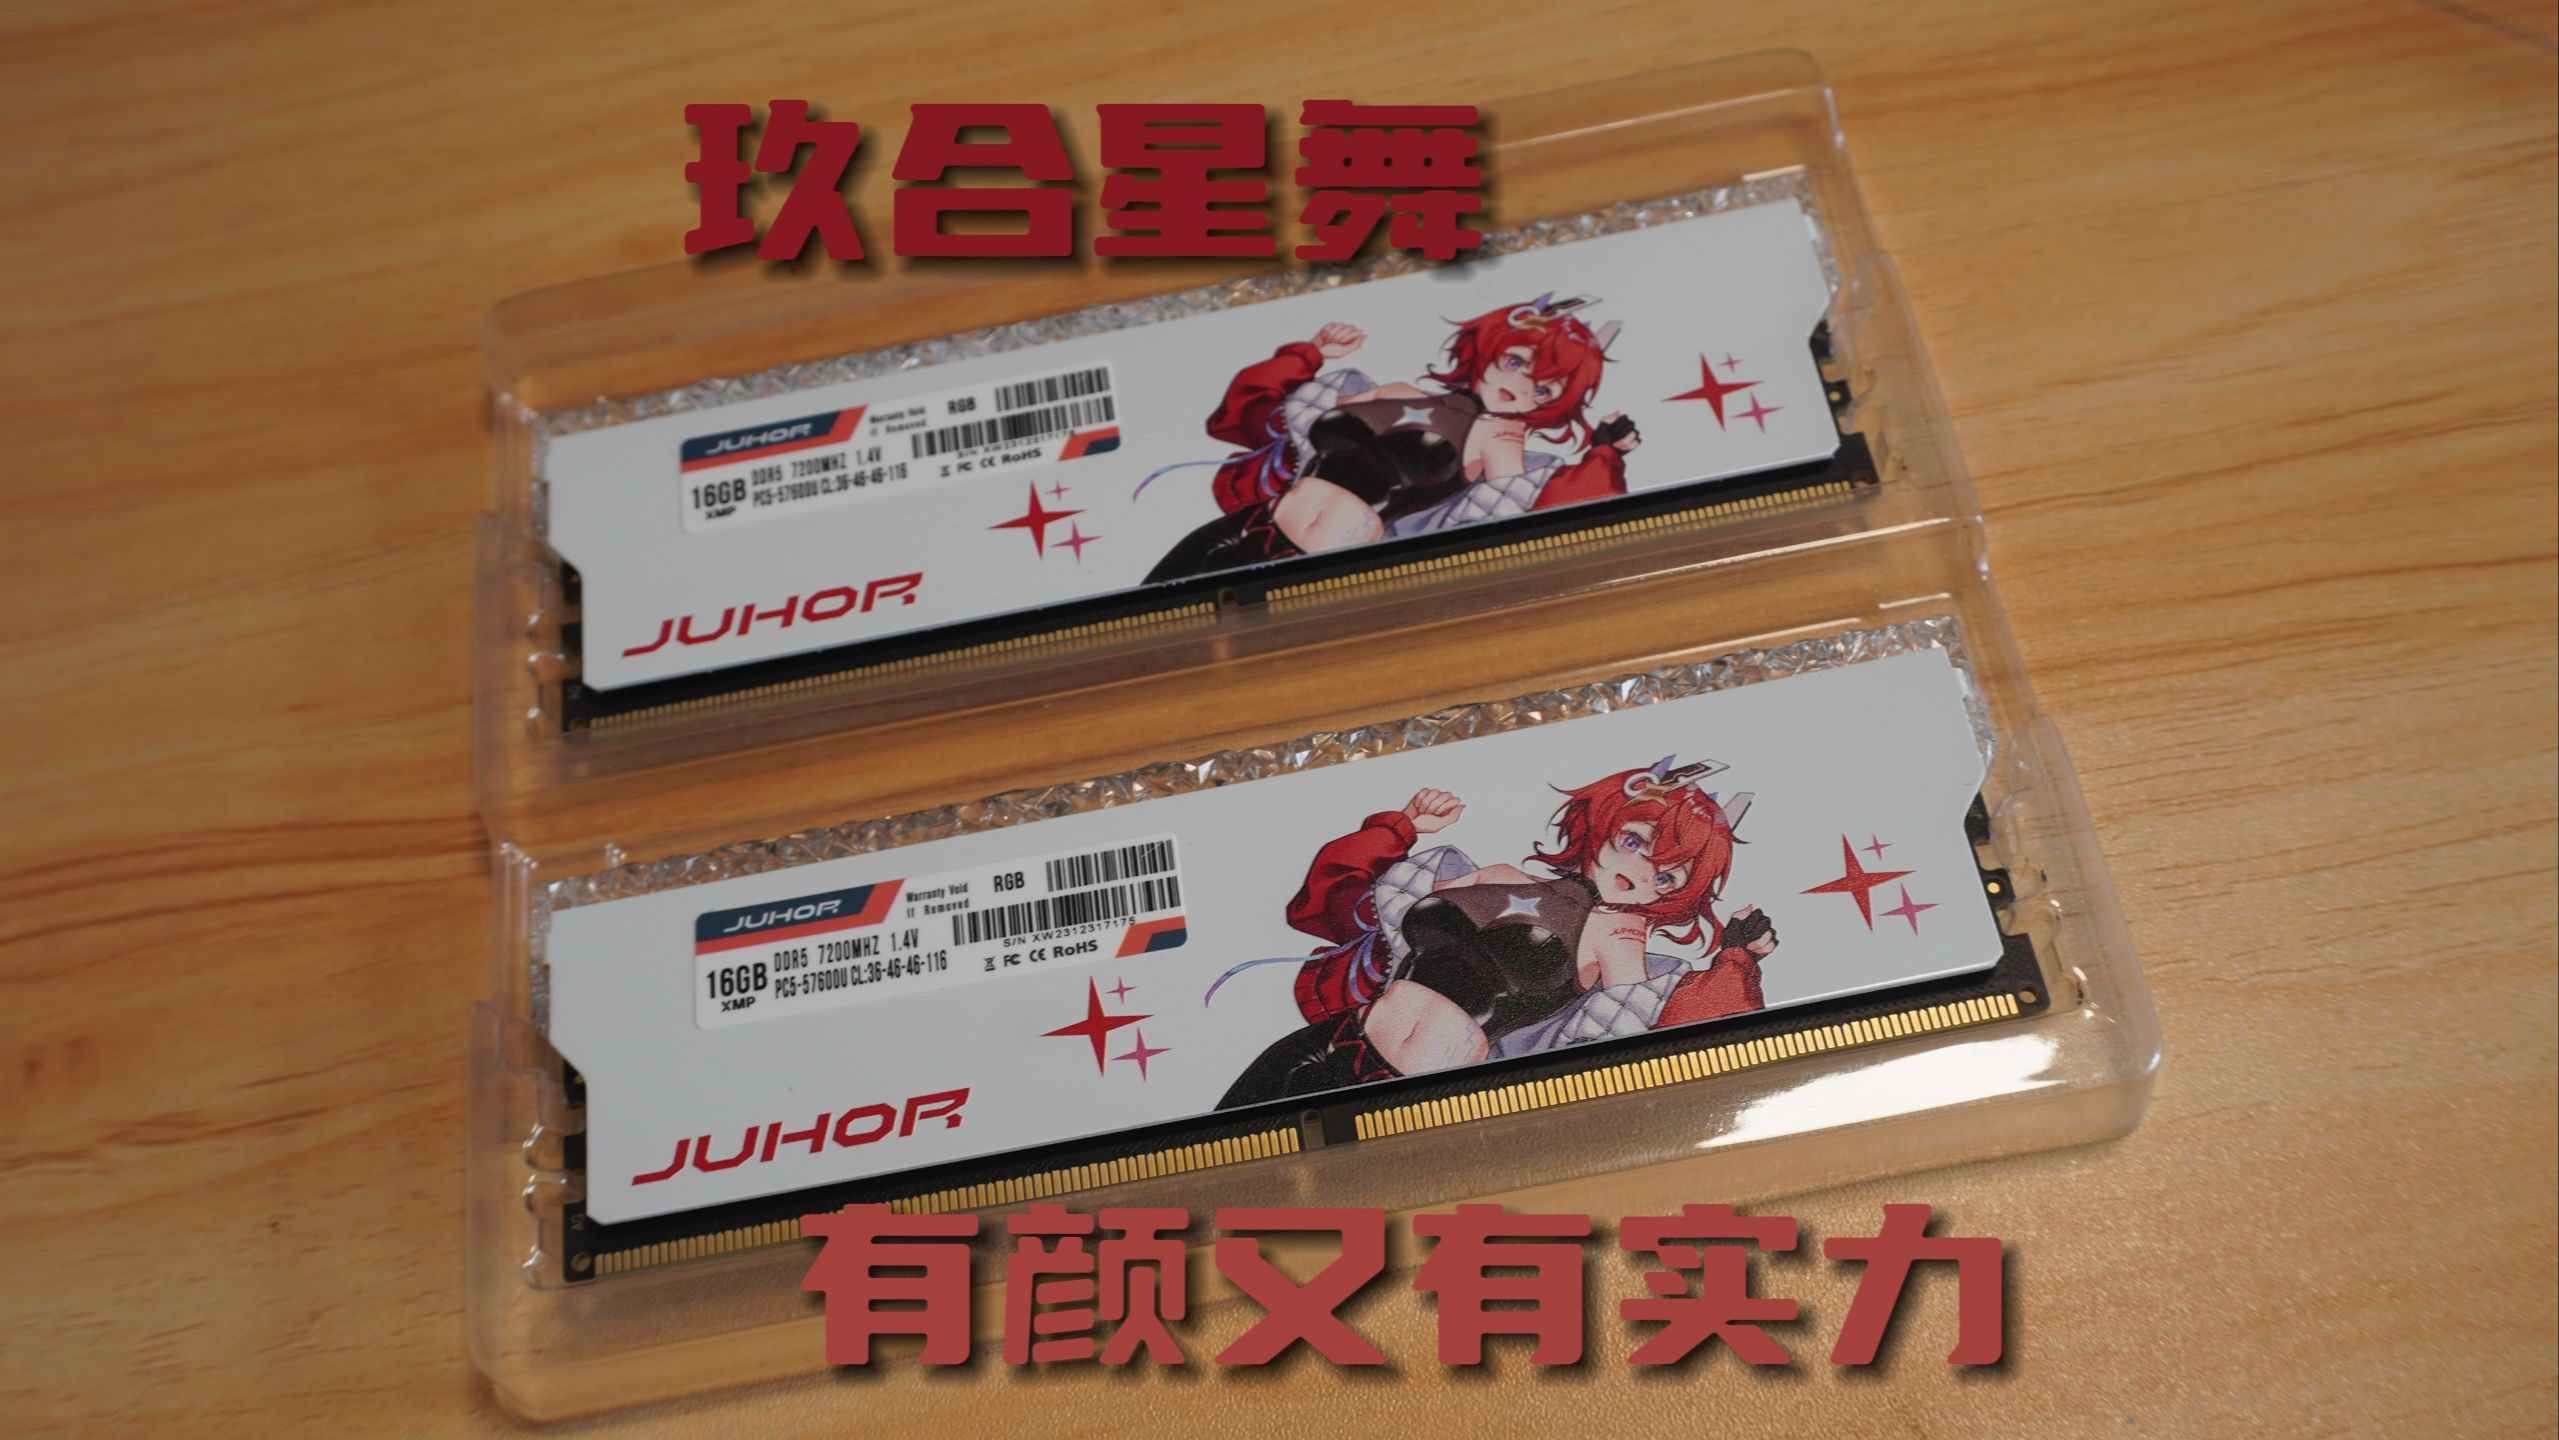 玖合星舞
JUHOR
Warranty Void
If Removed
RGB
16GB
XMP
DDR5 7200MHZ 1.4V
PC5-57600U CL:36-46-46-116
S/N XW2312317176
FC CE RoHS
JUHOR
JUHOR
Warranty Void
If Removed
RGB
16GB
XMP
DDR5 7200MHZ 1.4V
PC5-57600U CL:36-46-46-116
S/N XW2312317175
FC CE RoHS
JUHOR
JUHOR
AG
有颜又有实力